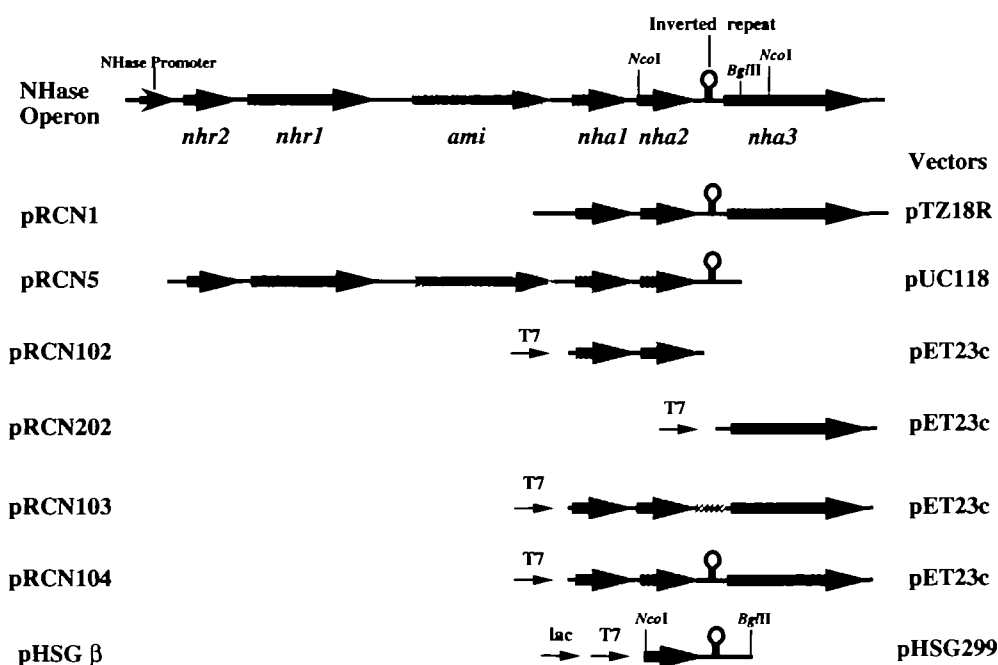 Inverted repeat
NHase Promoter
NcoI
BglII
NcoI
NHase
Operon
nhr2
nhr1
ami
nha1
nha2
nha3
Vectors
pRCN1
pTZ18R
pRCN5
pUC118
T7
pRCN102
pET23c
T7
pRCN202
pET23c
T7
pRCN103
pET23c
T7
pRCN104
pET23c
lac
T7
NcoI
BglII
pHSG β
pHSG299